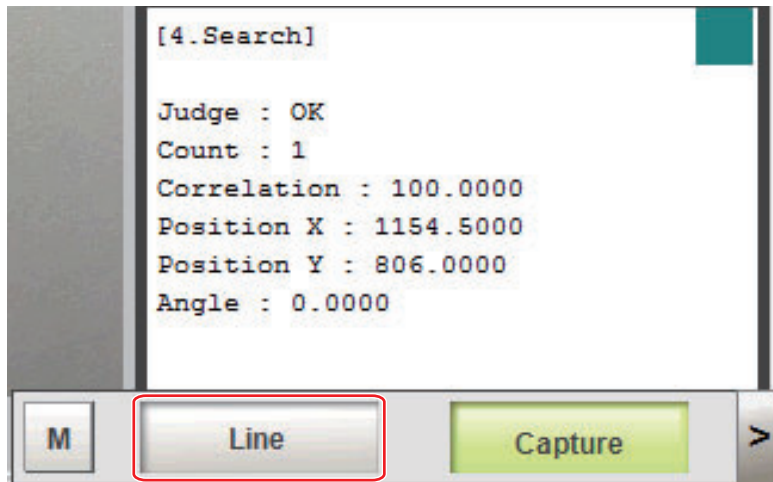 [4.Search]
Judge : OK
Count : 1
Correlation : 100.0000
Position X : 1154.5000
Position Y : 806.0000
Angle : 0.0000
M Line Capture >